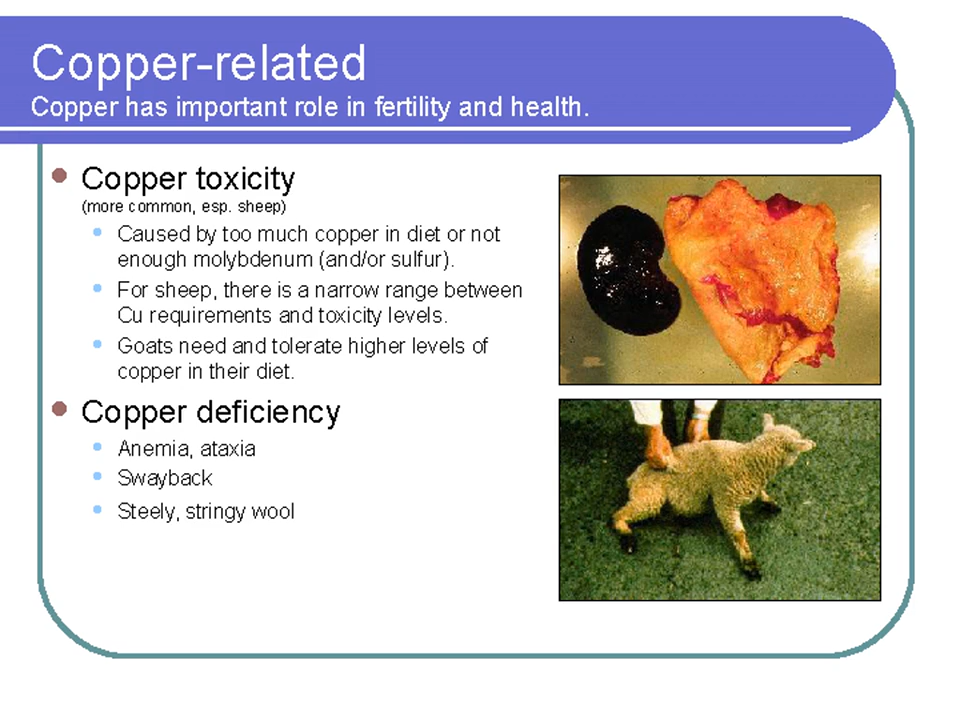 Copper-related
Copper has important role in fertility and health.
Copper toxicity
(more common, esp. sheep)
Caused by too much copper in diet or not
enough molybdenum (and/or sulfur).
For sheep, there is a narrow range between
Cu requirements and toxicity levels.
Goats need and tolerate higher levels of
copper in their diet.
Copper deficiency
Anemia, ataxia
Swayback
Steely, stringy wool